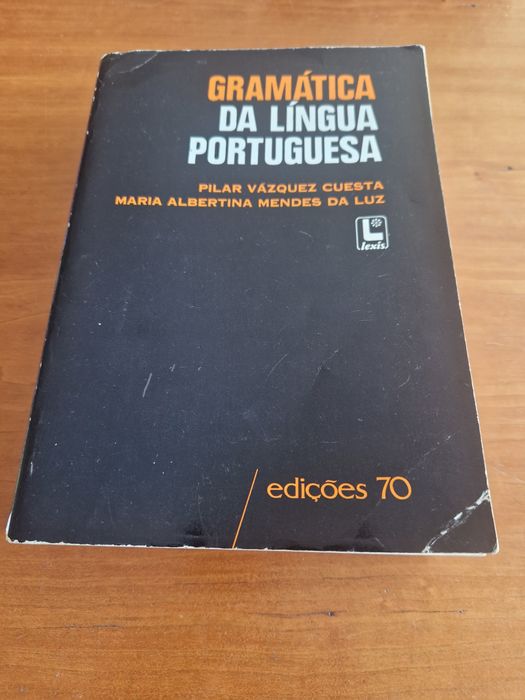 GRAMÁTICA
DA LÍNGUA
PORTUGUESA
PILAR VÁZQUEZ CUESTA
MARIA ALBERTINA MENDES DA LUZ
L
lexis
edições 70